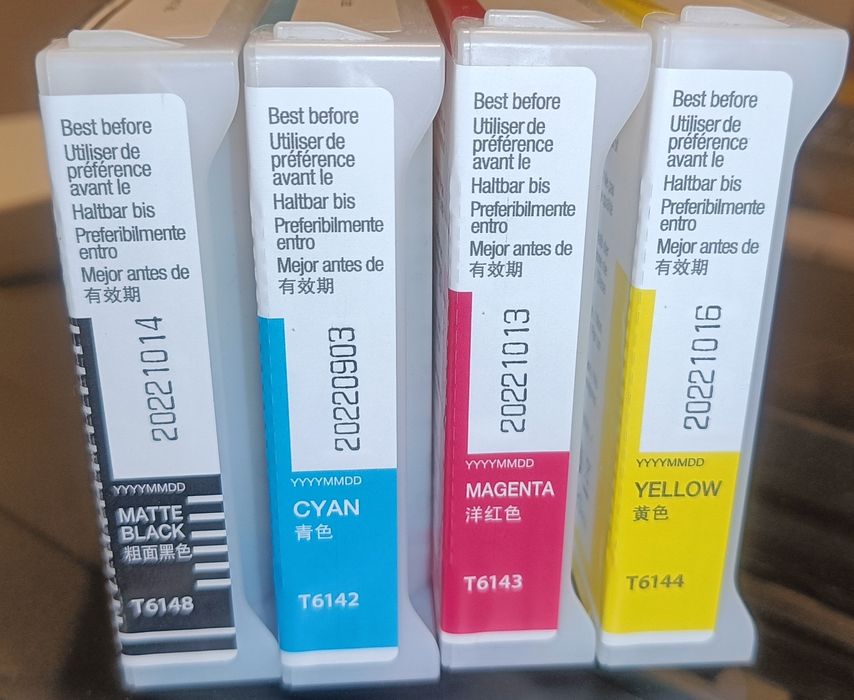 Best before
Utiliser de
préférence
avant le
Haltbar bis
Preferibilmente
entro
Mejor antes de
有效期
20221014
YYYYMMDD
MATTE
BLACK
粗面黑色
T6148
Best before
Utiliser de
préférence
avant le
Haltbar bis
Preferibilmente
entro
Mejor antes de
有效期
20220903
YYYYMMDD
CYAN
青色
T6142
Best before
Utiliser de
préférence
avant le
Haltbar bis
Preferibilmente
entro
Mejor antes de
有效期
20221013
YYYYMMDD
MAGENTA
洋红色
T6143
Best before
Utiliser de
préférence
avant le
Haltbar bis
Preferibilmente
entro
Mejor antes de
有效期
20221016
YYYYMMDD
YELLOW
黄色
T6144